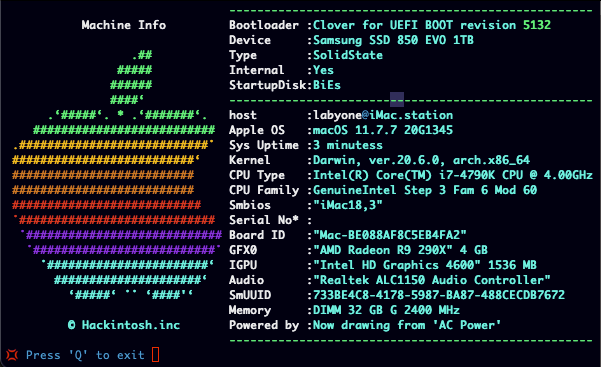 Machine Info
Bootloader :Clover for UEFI BOOT revision 5132
Device :Samsung SSD 850 EVO 1TB
Type :SolidState
Internal :Yes
StartupDisk:BiEs
host :labyone@iMac.station
Apple OS :macOS 11.7.7 20G1345
Sys Uptime :3 minutess
Kernel :Darwin, ver.20.6.0, arch.x86_64
CPU Type :Intel(R) Core(TM) i7-4790K CPU @ 4.00GHz
CPU Family :GenuineIntel Step 3 Fam 6 Mod 60
Smbios :"iMac18,3"
Serial No* :
Board ID :"Mac-BE088AF8C5EB4FA2"
GFX0 :"AMD Radeon R9 290X" 4 GB
IGPU :"Intel HD Graphics 4600" 1536 MB
Audio :"Realtek ALC1150 Audio Controller"
SmUUID :733BE4C8-4178-5987-BA87-488CECDB7672
Memory :DIMM 32 GB G 2400 MHz
© Hackintosh.inc
Powered by :Now drawing from 'AC Power'
Press 'Q' to exit